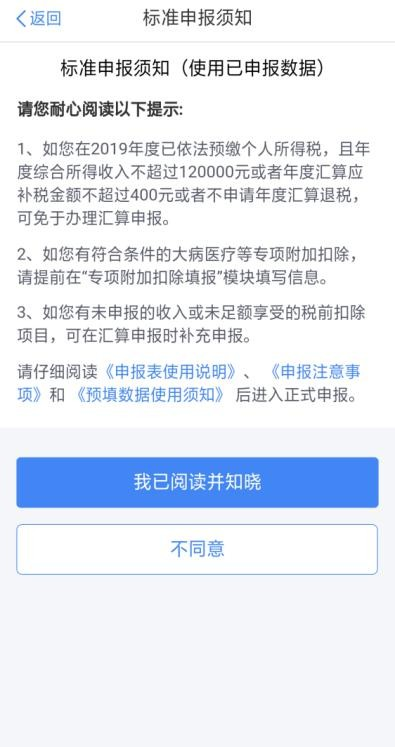 返回
标准申报须知
标准申报须知（使用已申报数据）
请您耐心阅读以下提示:
1、如您在2019年度已依法预缴个人所得税，且年
度综合所得收入不超过120000元或者年度汇算应
补税金额不超过400元或者不申请年度汇算退税，
可免于办理汇算申报。
2、如您有符合条件的大病医疗等专项附加扣除，
请提前在“专项附加扣除填报”模块填写信息。
3、如您有未申报的收入或未足额享受的税前扣除
项目，可在汇算申报时补充申报。
请仔细阅读《申报表使用说明》、《申报注意事
项》和《预填数据使用须知》后进入正式申报。
我已阅读并知晓
不同意